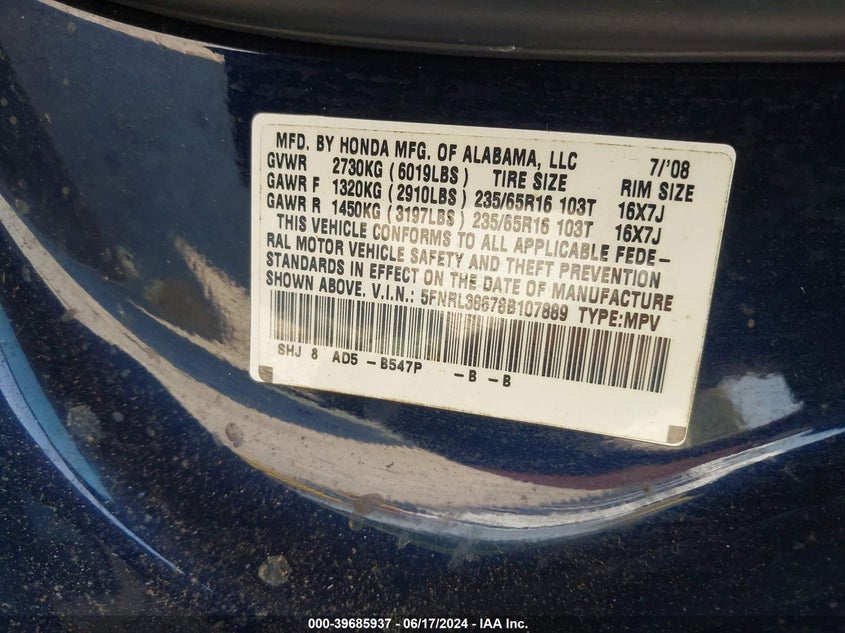 MFD. BY HONDA MFG. OF ALABAMA, LLC 7/'08
GVWR 2730KG (6019LBS) TIRE SIZE RIM SIZE
GAWR F 1320KG (2910LBS) 235/65R16 103T 16X7J
GAWR R 1450KG (3197LBS) 235/65R16 103T 16X7J
THIS VEHICLE CONFORMS TO ALL APPLICABLE FEDE-
RAL MOTOR VEHICLE SAFETY AND THEFT PREVENTION
STANDARDS IN EFFECT ON THE DATE OF MANUFACTURE
SHOWN ABOVE. V.I.N.: TYPE:MPV
SHJ 8 AD5 -B547P -B -B
000-39685937 - 06/17/2024 - IAA Inc.